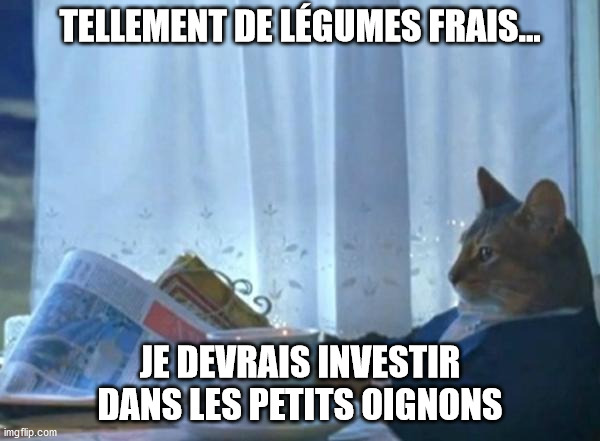 TELLEMENT DE LÉGUMES FRAIS...
JE DEVRAIS INVESTIR
DANS LES PETITS OIGNONS
imgflip.com